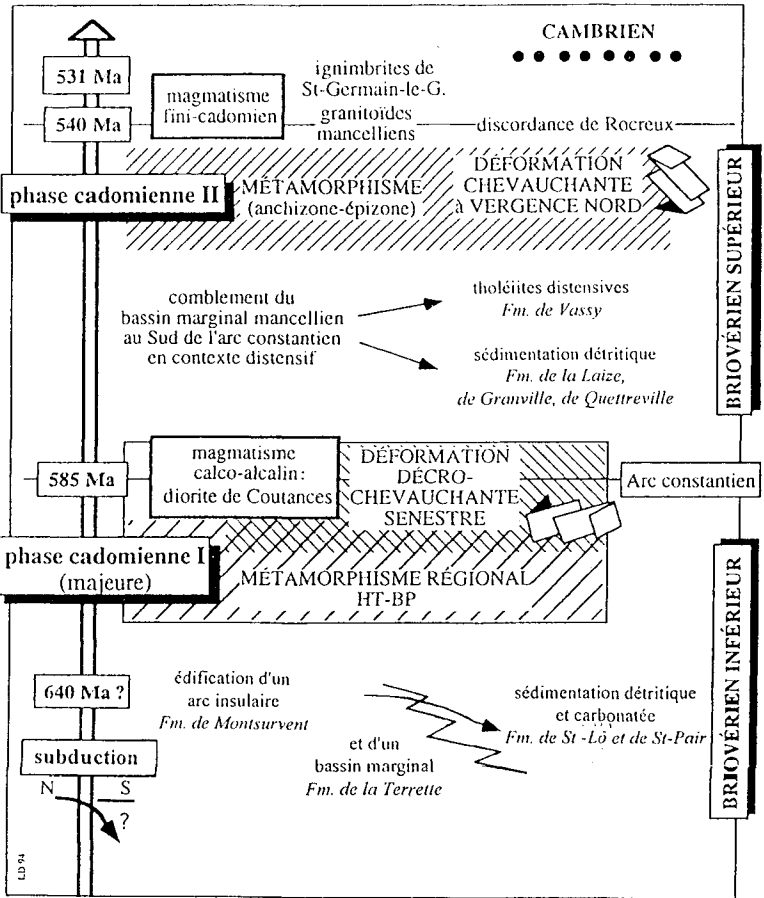 CAMBRIEN
531 Ma
ignimbrites de
St-Germain-le-G.
magmatisme
fini-cadomien
granitoïdes
mancelliens
540 Ma
discordance de Rocreux
phase cadomienne II
MÉTAMORPHISME
(anchizone-épizone)
DÉFORMATION
CHEVAUCHANTE
à VERGENCE NORD
BRIOVÉRIEN SUPÉRIEUR
comblement du
bassin marginal mancellien
au Sud de l'arc constantien
en contexte distensif
tholéiites distensives
Fm. de Vassy
sédimentation détritique
Fm. de la Laize,
de Granville, de Quettreville
585 Ma
magmatisme
calco-alcalin:
diorite de Coutances
DÉFORMATION
DÉCRO-
CHEVAUCHANTE
SENESTRE
Arc constantien
phase cadomienne I
(majeure)
MÉTAMORPHISME RÉGIONAL
HT-BP
BRIOVÉRIEN INFÉRIEUR
640 Ma ?
édification d'un
arc insulaire
Fm. de Montsurvent
et d'un
bassin marginal
Fm. de la Terrette
sédimentation détritique
et carbonatée
Fm. de St -Lô et de St-Pair
subduction
N S
?
LD 94